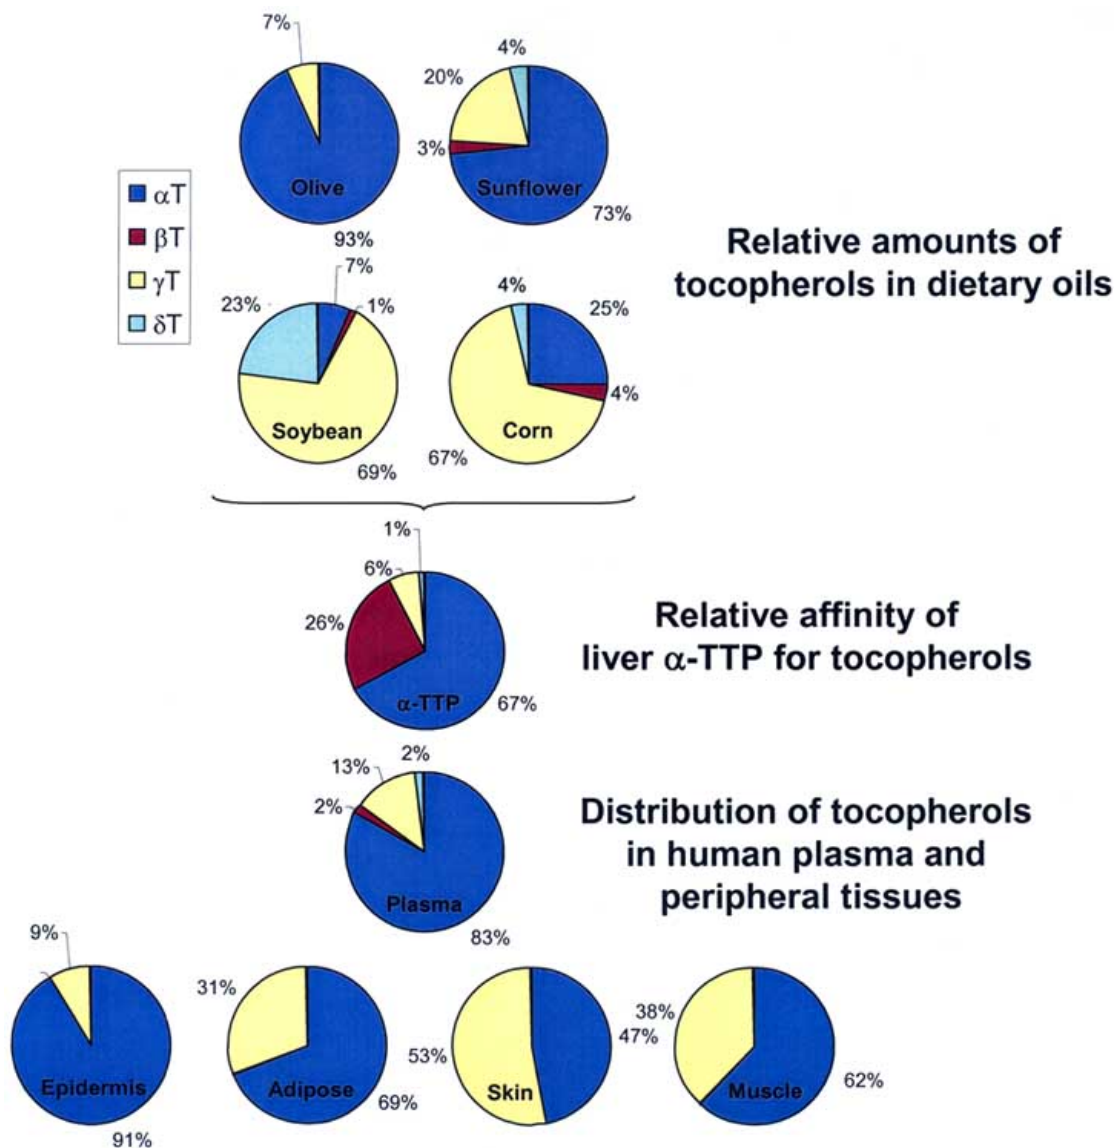 7%
4%
20%
3%
Olive
Sunflower
93%
73%
αT
βT
γT
δT
Relative amounts of
tocopherols in dietary oils
7%
4%
23%
1%
25%
4%
Soybean
Corn
69%
67%
1%
6%
26%
α-TTP
67%
Relative affinity of
liver α-TTP for tocopherols
2%
13%
2%
Plasma
83%
Distribution of tocopherols
in human plasma and
peripheral tissues
9%
Epidermis
91%
31%
Adipose
69%
53%
Skin
47%
38%
Muscle
62%